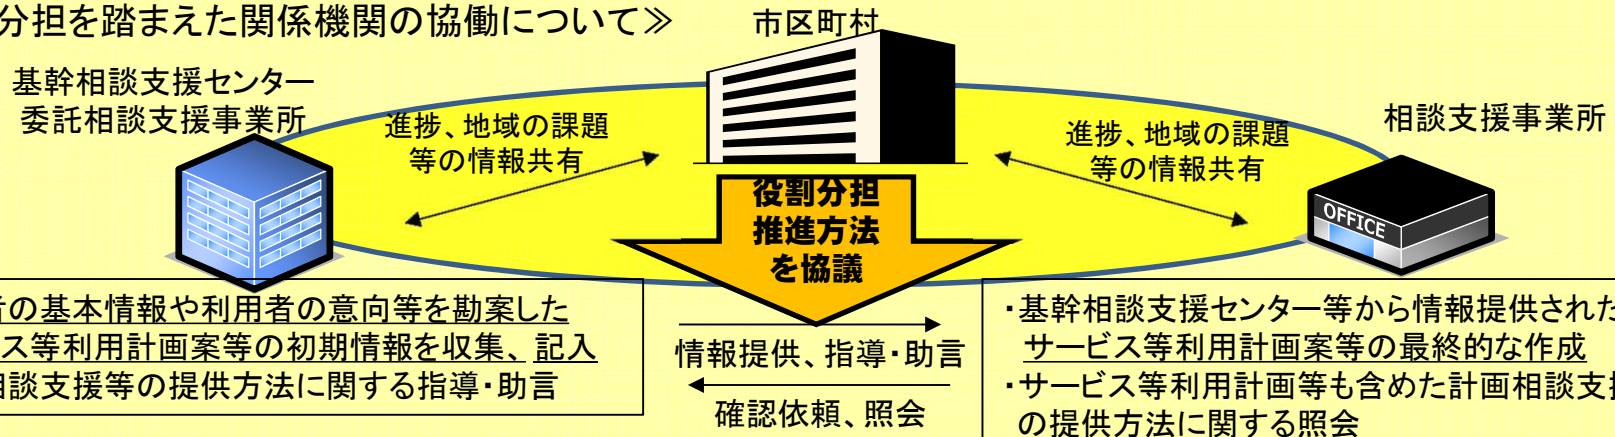 分担を踏まえた関係機関の協働について≫
市区町村
基幹相談支援センター
委託相談支援事業所
進捗、地域の課題
等の情報共有
進捗、地域の課題
等の情報共有
相談支援事業所
OFFICE
役割分担
推進方法
を協議
の基本情報や利用者の意向等を勘案した
ス等利用計画案等の初期情報を収集、記入
相談支援等の提供方法に関する指導・助言
情報提供、指導・助言
確認依頼、照会
・基幹相談支援センター等から情報提供された
サービス等利用計画案等の最終的な作成
・サービス等利用計画等も含めた計画相談支援
の提供方法に関する照会